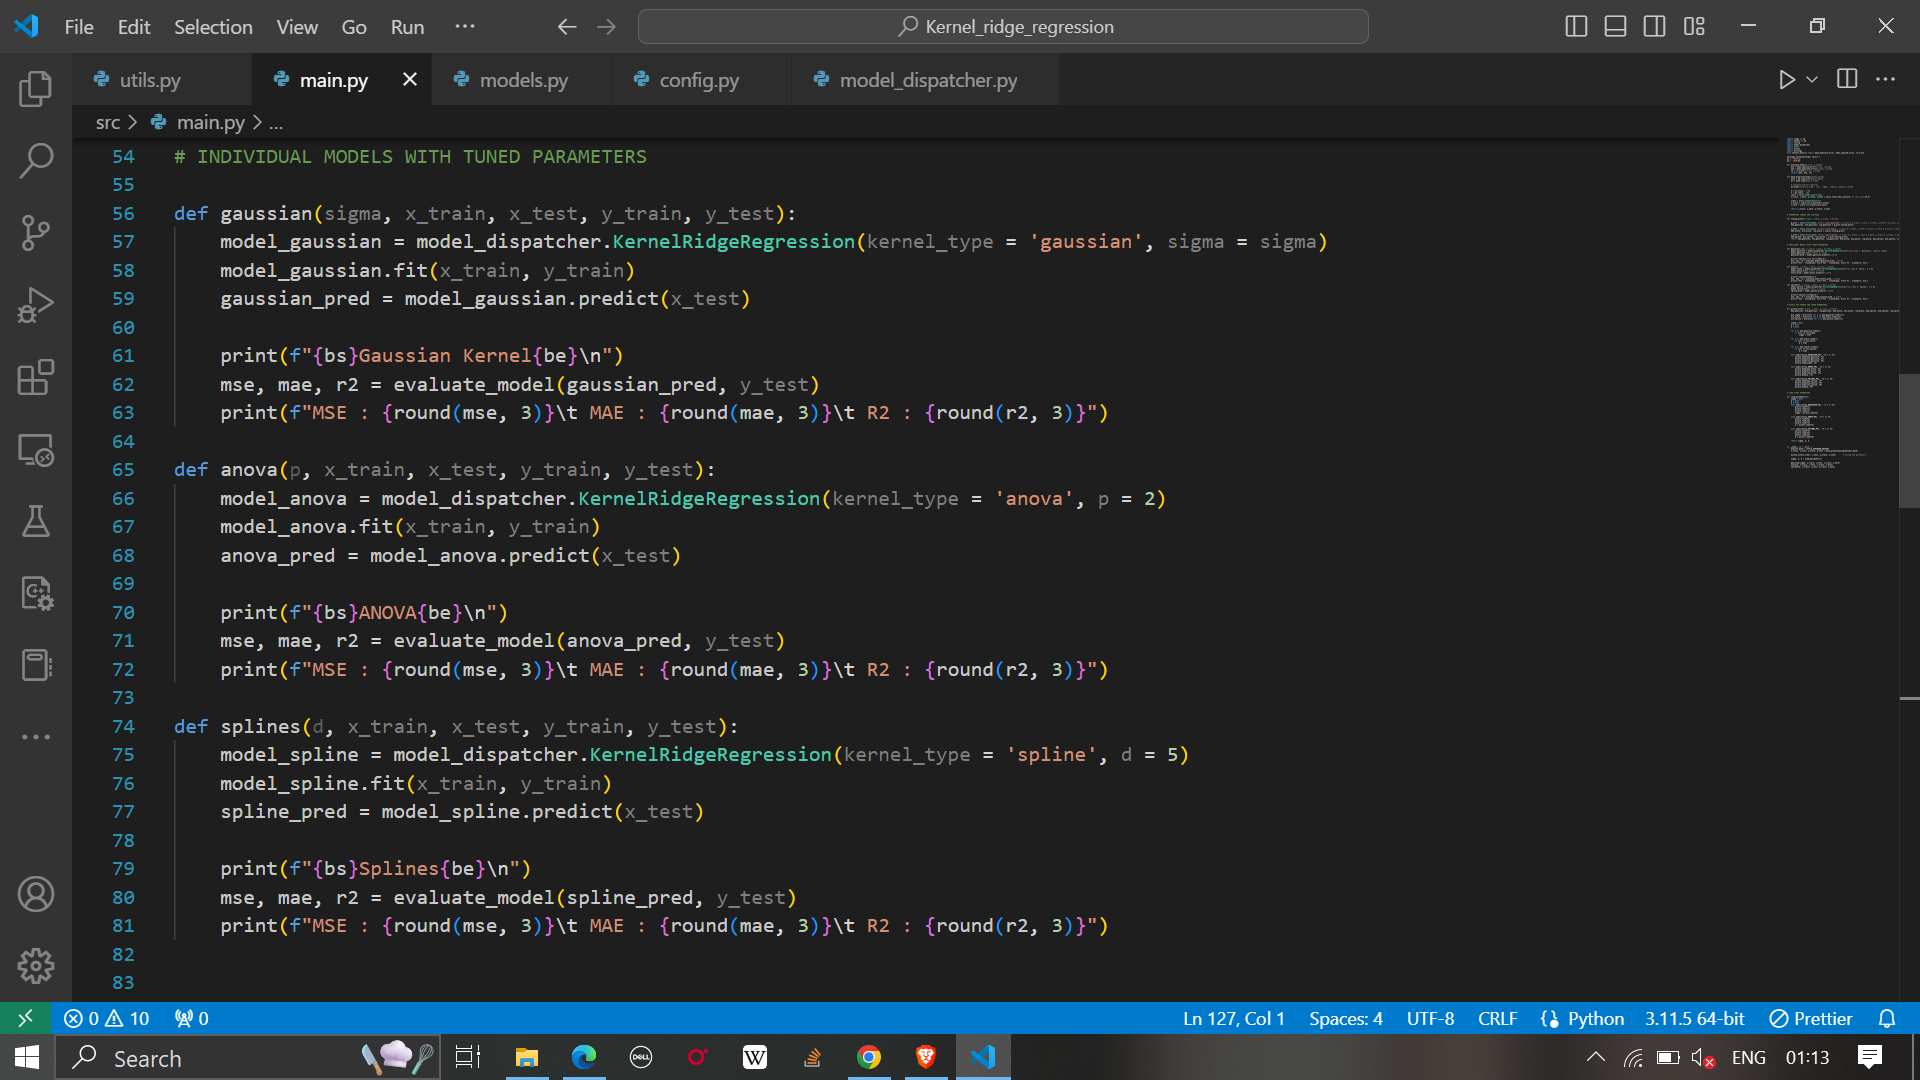 File Edit Selection View Go Run ··· Kernel_ridge_regression
utils.py main.py models.py config.py model_dispatcher.py
src > main.py > ...
54 # INDIVIDUAL MODELS WITH TUNED PARAMETERS
55
56 def gaussian(sigma, x_train, x_test, y_train, y_test):
57 model_gaussian = model_dispatcher.KernelRidgeRegression(kernel_type = 'gaussian', sigma = sigma)
58 model_gaussian.fit(x_train, y_train)
59 gaussian_pred = model_gaussian.predict(x_test)
60
61 print(f"{bs}Gaussian Kernel{be}\n")
62 mse, mae, r2 = evaluate_model(gaussian_pred, y_test)
63 print(f"MSE : {round(mse, 3)}\t MAE : {round(mae, 3)}\t R2 : {round(r2, 3)}")
64
65 def anova(p, x_train, x_test, y_train, y_test):
66 model_anova = model_dispatcher.KernelRidgeRegression(kernel_type = 'anova', p = 2)
67 model_anova.fit(x_train, y_train)
68 anova_pred = model_anova.predict(x_test)
69
70 print(f"{bs}ANOVA{be}\n")
71 mse, mae, r2 = evaluate_model(anova_pred, y_test)
72 print(f"MSE : {round(mse, 3)}\t MAE : {round(mae, 3)}\t R2 : {round(r2, 3)}")
73
74 def splines(d, x_train, x_test, y_train, y_test):
75 model_spline = model_dispatcher.KernelRidgeRegression(kernel_type = 'spline', d = 5)
76 model_spline.fit(x_train, y_train)
77 spline_pred = model_spline.predict(x_test)
78
79 print(f"{bs}Splines{be}\n")
80 mse, mae, r2 = evaluate_model(spline_pred, y_test)
81 print(f"MSE : {round(mse, 3)}\t MAE : {round(mae, 3)}\t R2 : {round(r2, 3)}")
82
83
0 10 0 Ln 127, Col 1 Spaces: 4 UTF-8 CRLF Python 3.11.5 64-bit Prettier
Search DELL W ENG 01:13